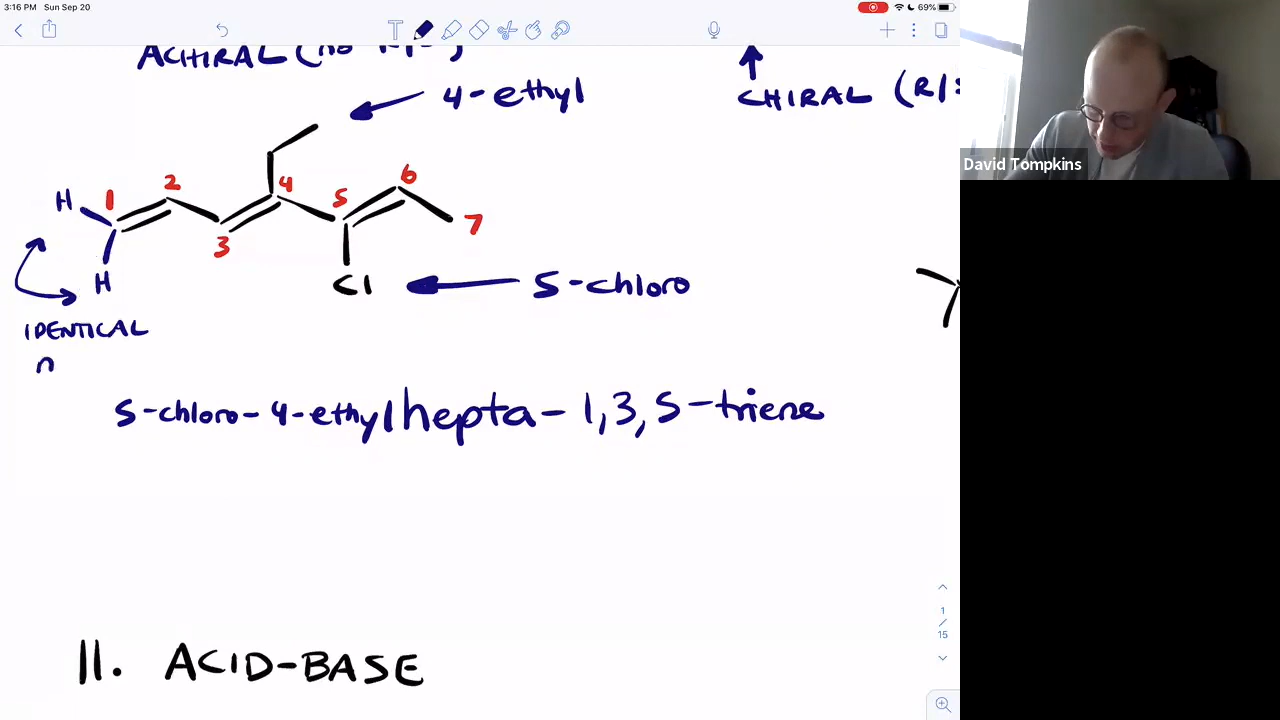 3:16 PM Sun Sep 20
69%
ACHIRAL (no
4-ethyl
CHIRAL (R/S
H 1 2 3 4 5 6 7
H
Cl
5-chloro
IDENTICAL
n
5-chloro-4-ethylhepta-1,3,5-triene
II. ACID-BASE
1
/
15
T
David Tompkins